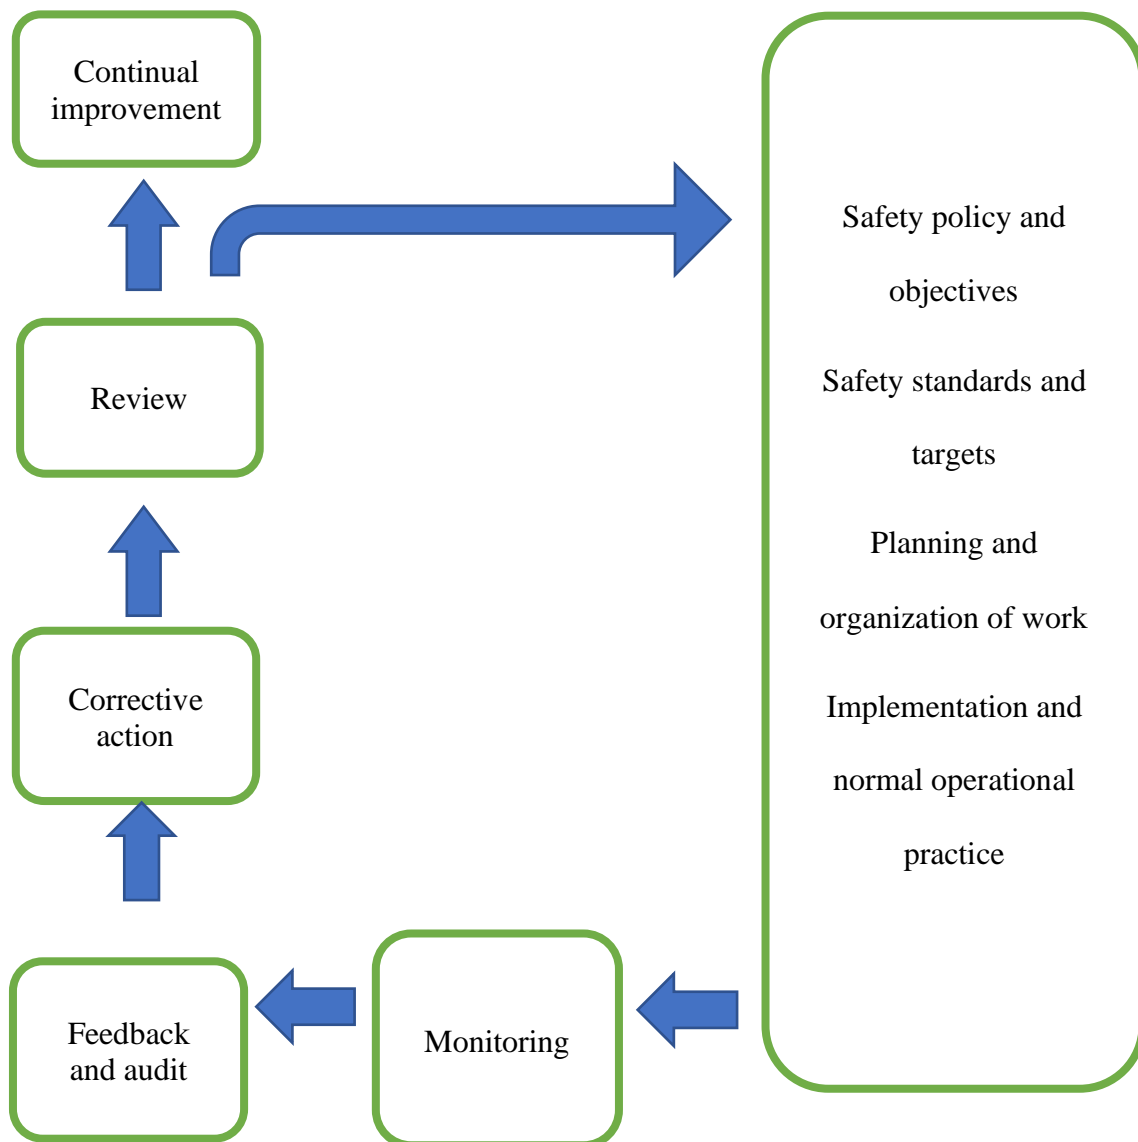 Continual
improvement
Review
Corrective
action
Feedback
and audit
Monitoring
Safety policy and
objectives
Safety standards and
targets
Planning and
organization of work
Implementation and
normal operational
practice